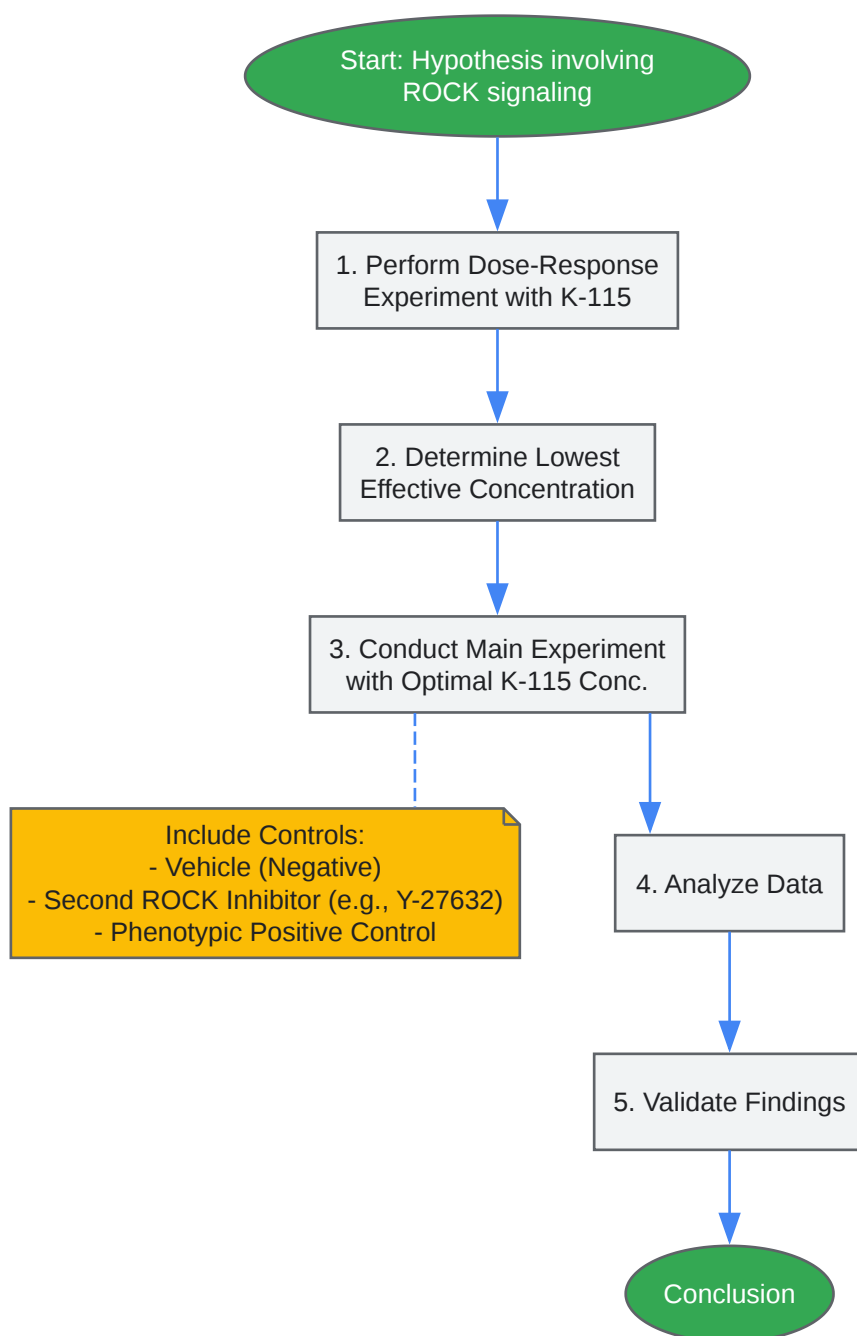 Start: Hypothesis involving
ROCK signaling
1. Perform Dose-Response
Experiment with K-115
2. Determine Lowest
Effective Concentration
3. Conduct Main Experiment
with Optimal K-115 Conc.
Include Controls:
- Vehicle (Negative)
- Second ROCK Inhibitor (e.g., Y-27632)
- Phenotypic Positive Control
4. Analyze Data
5. Validate Findings
Conclusion